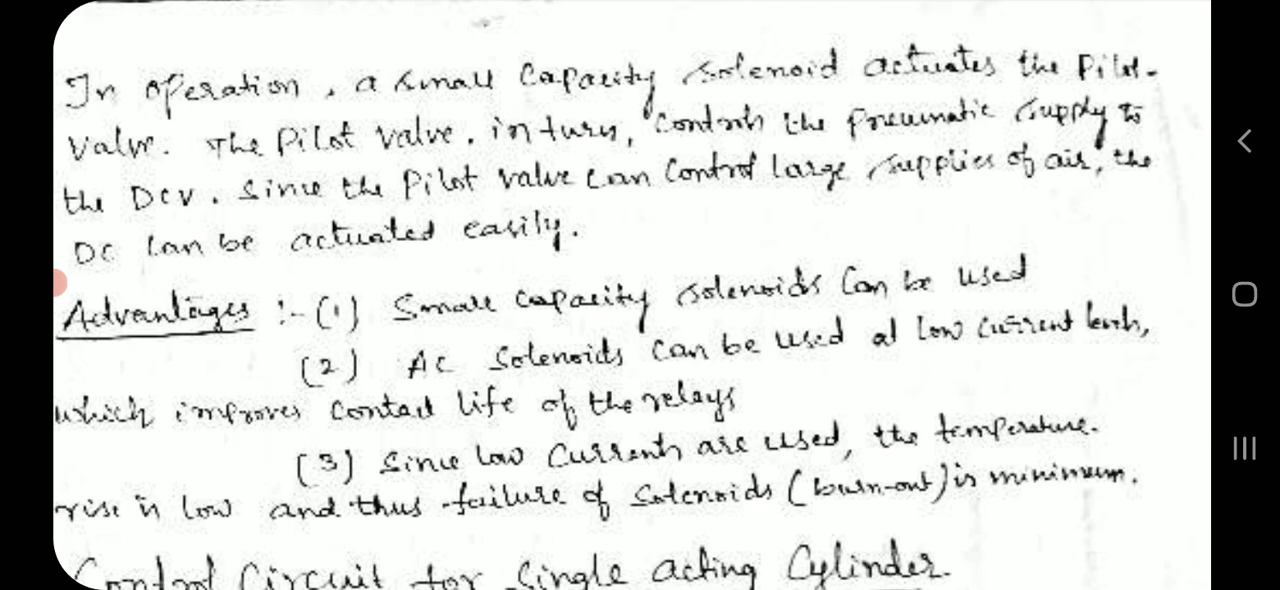 In operation, a small capacity solenoid actuates the Pilot-
valve. The Pilot valve, in turn, controls the pneumatic supply to
the DCV. Since the Pilot valve can control large supplies of air, the
DC can be actuated easily.
Advantages :- (1) Small capacity solenoids can be used
(2) AC solenoids can be used at low current levels,
which improves contact life of the relays
(3) Since low currents are used, the temperature
rise is low and thus failure of solenoids (burn-out) is minimum.
Control Circuit for Single acting Cylinder